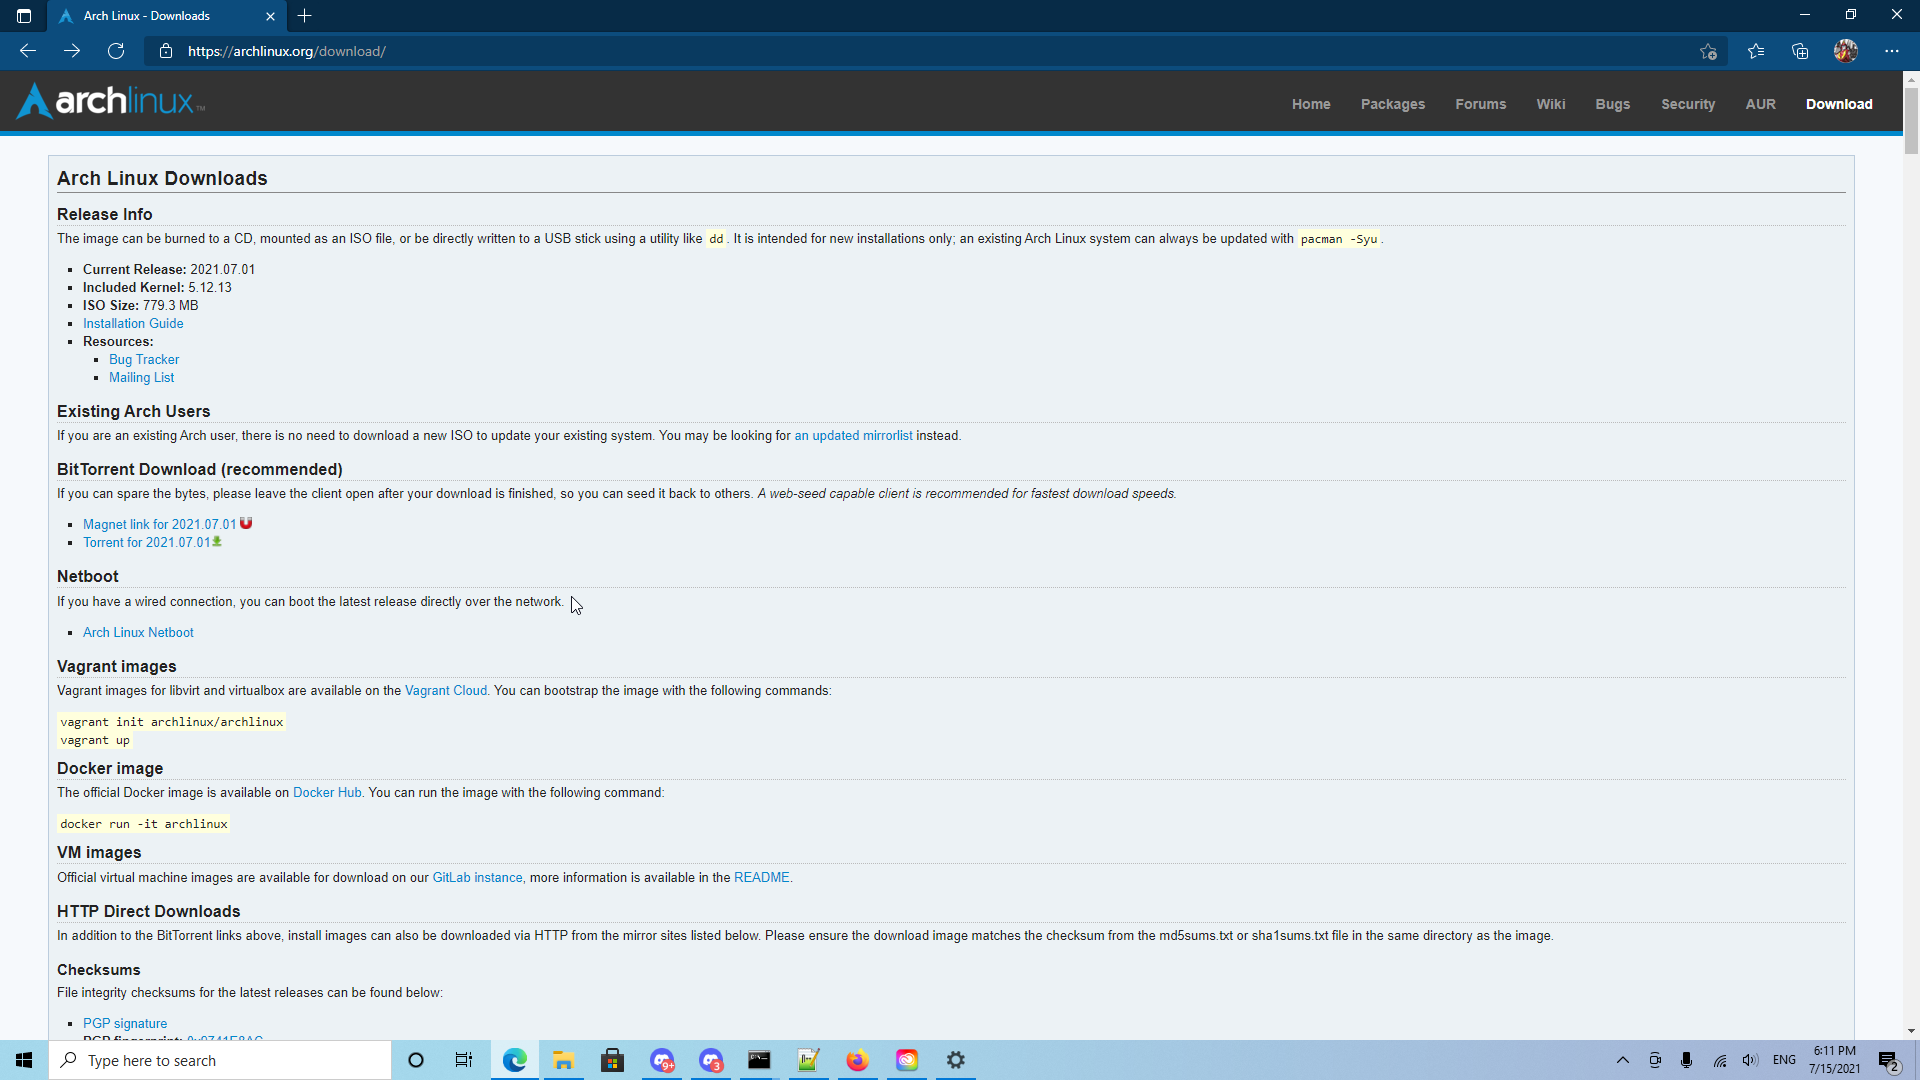 Arch Linux - Downloads
https://archlinux.org/download/
archlinux™
Home Packages Forums Wiki Bugs Security AUR Download
Arch Linux Downloads
Release Info
The image can be burned to a CD, mounted as an ISO file, or be directly written to a USB stick using a utility like dd. It is intended for new installations only; an existing Arch Linux system can always be updated with pacman -Syu.
Current Release: 2021.07.01
Included Kernel: 5.12.13
ISO Size: 779.3 MB
Installation Guide
Resources:
Bug Tracker
Mailing List
Existing Arch Users
If you are an existing Arch user, there is no need to download a new ISO to update your existing system. You may be looking for an updated mirrorlist instead.
BitTorrent Download (recommended)
If you can spare the bytes, please leave the client open after your download is finished, so you can seed it back to others. A web-seed capable client is recommended for fastest download speeds.
Magnet link for 2021.07.01
Torrent for 2021.07.01
Netboot
If you have a wired connection, you can boot the latest release directly over the network.
Arch Linux Netboot
Vagrant images
Vagrant images for libvirt and virtualbox are available on the Vagrant Cloud. You can bootstrap the image with the following commands:
vagrant init archlinux/archlinux
vagrant up
Docker image
The official Docker image is available on Docker Hub. You can run the image with the following command:
docker run -it archlinux
VM images
Official virtual machine images are available for download on our GitLab instance, more information is available in the README.
HTTP Direct Downloads
In addition to the BitTorrent links above, install images can also be downloaded via HTTP from the mirror sites listed below. Please ensure the download image matches the checksum from the md5sums.txt or sha1sums.txt file in the same directory as the image.
Checksums
File integrity checksums for the latest releases can be found below:
PGP signature
PGP fingerprint: 0x9741E8AC
Type here to search
9+
3
ENG
6:11 PM
7/15/2021
2